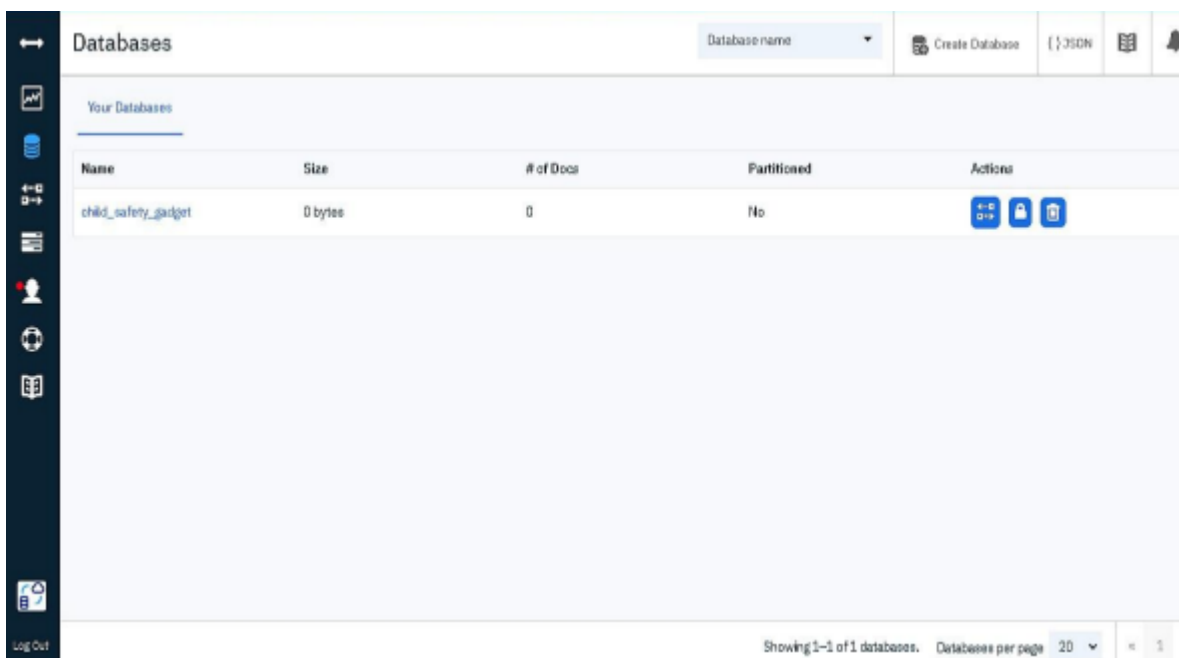 Databases
Database name
Create Database
{ } JSON
Your Databases
Name Size # of Docs Partitioned Actions
child_safety_gadget 0 bytes 0 No
Log Out
Showing 1–1 of 1 databases. Databases per page 20 « 1